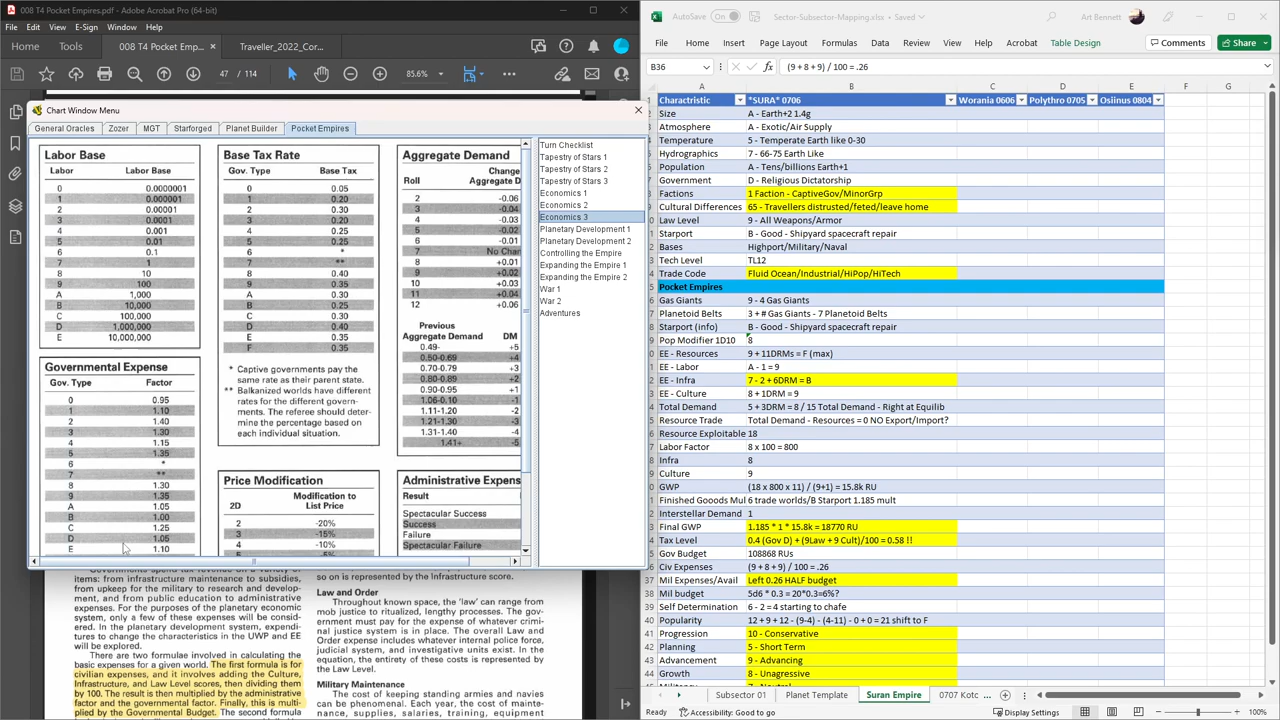 008 T4 Pocket Empires.pdf - Adobe Acrobat Pro (64-bit)
File Edit View E-Sign Window Help
Home Tools 008 T4 Pocket Emp... × Traveller_2022_Cor...
47 / 114 85.6%
Chart Window Menu
General Oracles Zozer MGT Starforged Planet Builder Pocket Empires
Labor Base
Labor Labor Base
0 0.0000001
1 0.000001
2 0.00001
3 0.0001
4 0.001
5 0.01
6 0.1
7 1
8 10
9 100
A 1,000
B 10,000
C 100,000
D 1,000,000
E 10,000,000
Governmental Expense
Gov. Type Factor
0 0.95
1 1.10
2 1.40
3 1.30
4 1.15
5 1.35
6 *
7 **
8 1.30
9 1.35
A 1.05
B 1.00
C 1.25
D 1.05
E 1.10
Base Tax Rate
Gov. Type Base Tax
0 0.05
1 0.20
2 0.30
3 0.20
4 0.25
5 0.25
6 *
7 **
8 0.40
9 0.35
A 0.30
B 0.25
C 0.30
D 0.40
E 0.35
F 0.35
* Captive governments pay the
same rate as their parent state.
** Balkanized worlds have different
rates for the different govern-
ments. The referee should deter-
mine the percentage based on
each individual situation.
Price Modification
Modification to
2D List Price
2 -20%
3 -15%
4 -10%
Aggregate Demand
Change
Roll Aggregate D
2 -0.06
3 -0.04
4 -0.03
5 -0.02
6 -0.01
7 No Chan
8 +0.01
9 +0.02
10 +0.03
11 +0.04
12 +0.06
Previous
Aggregate Demand DM
0.49- +5
0.50-0.69 +4
0.70-0.79 +3
0.80-0.89 +2
0.90-0.95 +1
1.06-1.10 -1
1.11-1.20 -2
1.21-1.30 -3
1.31-1.40 -4
1.41+ -5
Administrative Expens
Result
Spectacular Success
Success
Failure
Spectacular Failure
Turn Checklist
Tapestry of Stars 1
Tapestry of Stars 2
Tapestry of Stars 3
Economics 1
Economics 2
Economics 3
Planetary Development 1
Planetary Development 2
Controlling the Empire
Expanding the Empire 1
Expanding the Empire 2
War 1
War 2
Adventures
Governments spend tax revenue on a variety of
items: from infrastructure maintenance to subsidies,
from upkeep for the military to research and develop-
ment, and from public education to administrative
expenses. For the purposes of the planetary economic
system, only a few of these expenses will be consid-
ered. In the planetary development system, expendi-
tures to change the characteristics in the UWP and EE
will be explored.
There are two formulae involved in calculating the
basic expenses for a given world. The first formula is for
civilian expenses, and it involves adding the Culture,
Infrastructure, and Law Level scores, then dividing them
by 100. The result is then multiplied by the administrative
factor and the governmental factor. Finally, this is multi-
plied by the Governmental Budget. The second formula
so on is represented by the Infrastructure score.
Law and Order
Throughout known space, the 'law' can range from
mob justice to ritualized, lengthy processes. The gov-
ernment must pay for the expense of whatever crimi-
nal justice system is in place. The overall Law and
Order expense includes whatever internal police force,
judicial system, and investigative units exist. In the
equation, the entirety of these costs is represented by
the Law Level.
Military Maintenance
The cost of keeping standing armies and navies
can be phenomenal. Each year, the cost of mainte-
nance, supplies, salaries, training, equipment
AutoSave Off Sector-Subsector-Mapping.xlsx - Saved Art Bennett
File Home Insert Page Layout Formulas Data Review View Help Acrobat Table Design Comments Share
B36 fx (9 + 8 + 9) / 100 = .26
A B C D E F G
Charactristic *SURA* 0706 Worania 0606 Polythro 0705 Osiinus 0804
Size A - Earth+2 1.4g
Atmosphere A - Exotic/Air Supply
Temperature 5 - Temperate Earth like 0-30
Hydrographics 7 - 66-75 Earth Like
Population A - Tens/billions Earth+1
Government D - Religious Dictatorship
Factions 1 Faction - CaptiveGov/MinorGrp
Cultural Differences 65 - Travellers distrusted/feted/leave home
Law Level 9 - All Weapons/Armor
Starport B - Good - Shipyard spacecraft repair
Bases Highport/Military/Naval
Tech Level TL12
Trade Code Fluid Ocean/Industrial/HiPop/HiTech
Pocket Empires
Gas Giants 9 - 4 Gas Giants
Planetoid Belts 3 + # Gas Giants - 7 Planetoid Belts
Starport (info) B - Good - Shipyard spacecraft repair
Pop Modifier 1D10 8
EE - Resources 9 + 11DRMs = F (max)
EE - Labor A - 1 = 9
EE - Infra 7 - 2 + 6DRM = B
EE - Culture 8 + 1DRM = 9
Total Demand 5 + 3DRM = 8 / 15 Total Demand - Right at Equilib
Resource Trade Total Demand - Resources = 0 NO Export/Import?
Resource Exploitable 18
Labor Factor 8 x 100 = 800
Infra 8
Culture 9
GWP (18 x 800 x 11) / (9+1) = 15.8k RU
Finished Gooods Mul 6 trade worlds/B Starport 1.185 mult
Interstellar Demand 1
Final GWP 1.185 * 1 * 15.8k = 18770 RU
Tax Level 0.4 (Gov D) + (9Law + 9 Cult)/100 = 0.58 !!
Gov Budget 108868 RUs
Civ Expenses (9 + 8 + 9) / 100 = .26
37 Mil Expenses/Avail Left 0.26 HALF budget
38 Mil budget 5d6 * 0.3 = 20*0.3=6%?
39 Self Determination 6 - 2 = 4 starting to chafe
40 Popularity 12 + 9 + 12 - (9-4) - (4-11) - 0 + 0 = 21 shift to F
41 Progression 10 - Conservative
42 Planning 5 - Short Term
43 Advancement 9 - Advancing
44 Growth 8 - Unagressive
Subsector 01 Planet Template Suran Empire 0707 Kotc ...
Ready Accessibility: Good to go Display Settings 100%